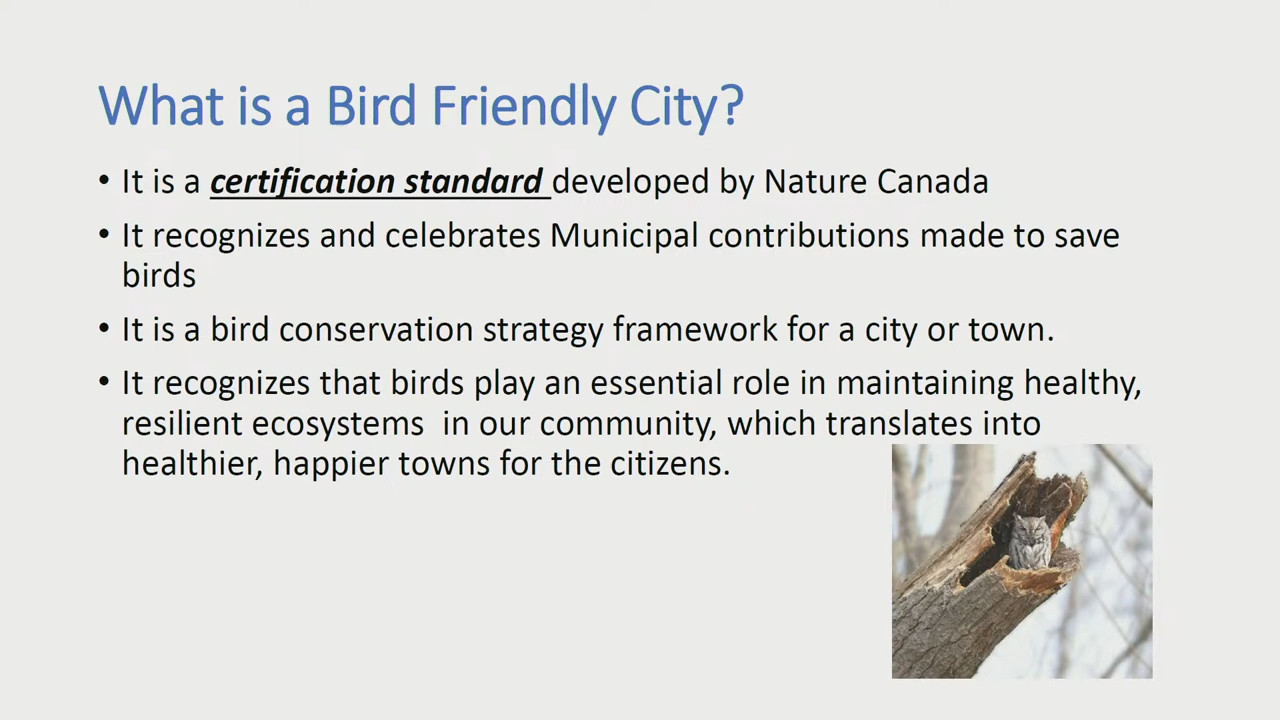 What is a Bird Friendly City?
• It is a certification standard developed by Nature Canada
• It recognizes and celebrates Municipal contributions made to save
birds
• It is a bird conservation strategy framework for a city or town.
• It recognizes that birds play an essential role in maintaining healthy,
resilient ecosystems  in our community, which translates into
healthier, happier towns for the citizens.